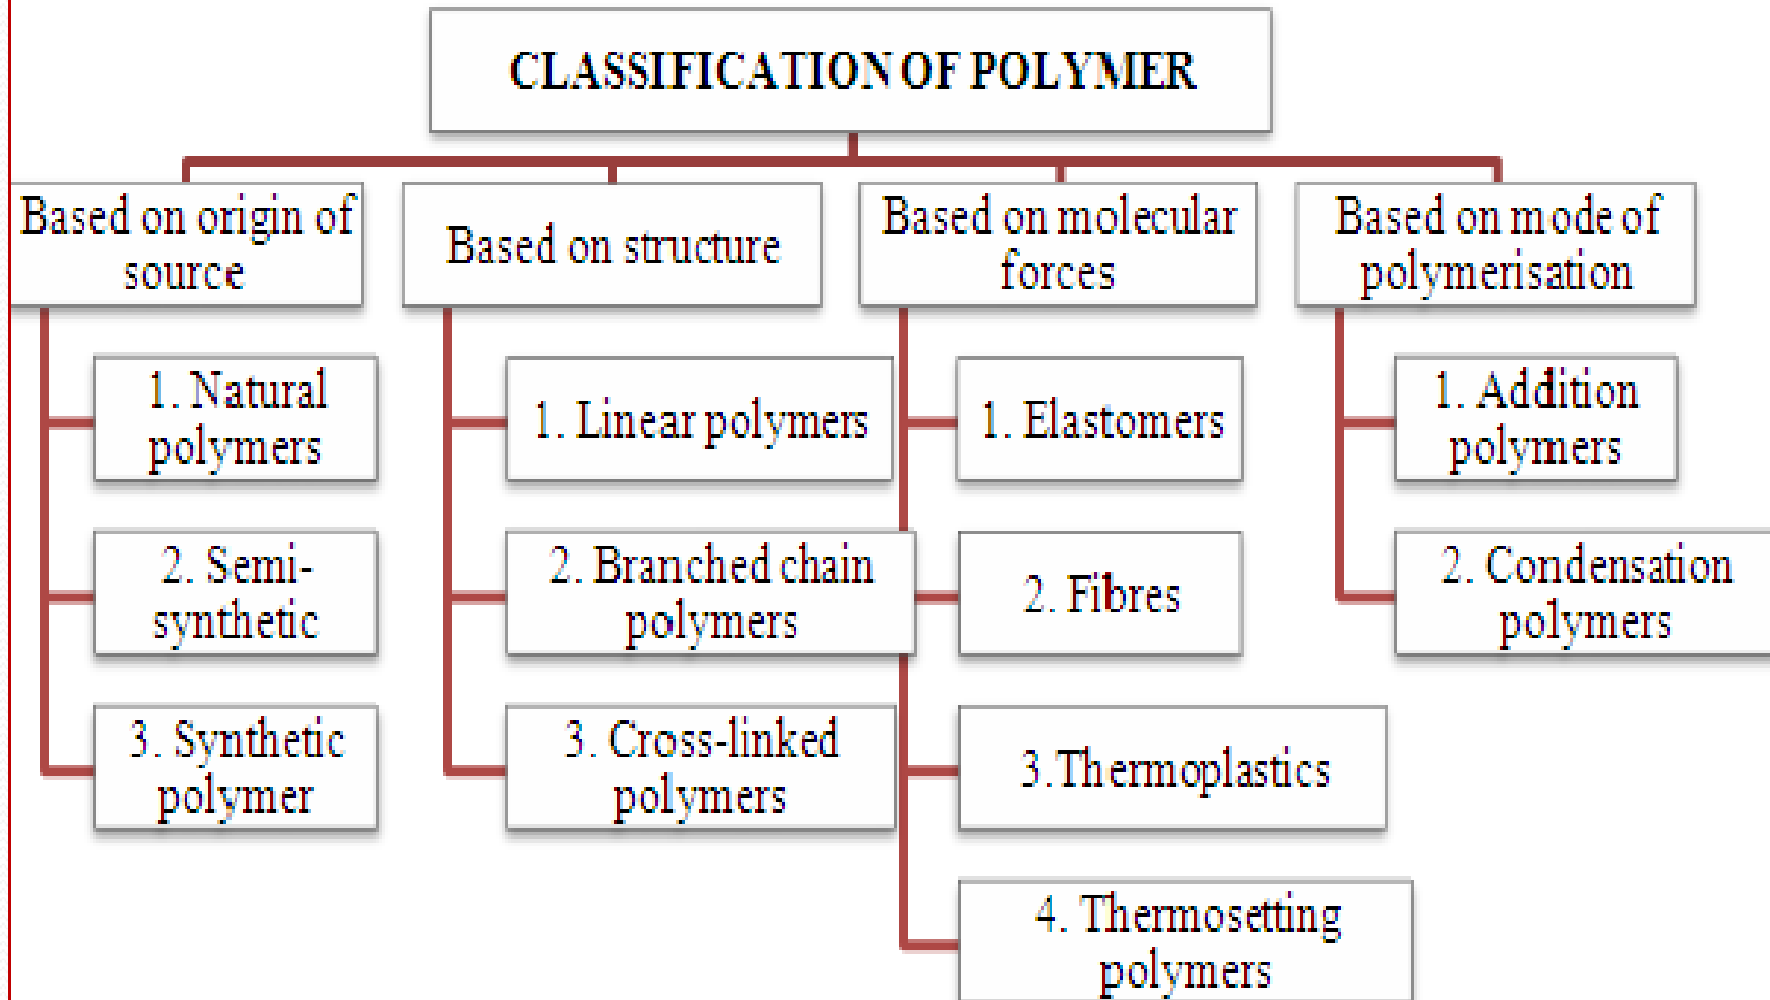 CLASSIFICATION OF POLYMER
Based on origin of
source
1. Natural
polymers
2. Semi-
synthetic
3. Synthetic
polymer
Based on structure
1. Linear polymers
2. Branched chain
polymers
3. Cross-linked
polymers
Based on molecular
forces
1. Elastomers
2. Fibres
3.Thermoplastics
4. Thermosetting
polymers
Based on mode of
polymerisation
1. Addition
polymers
2. Condensation
polymers